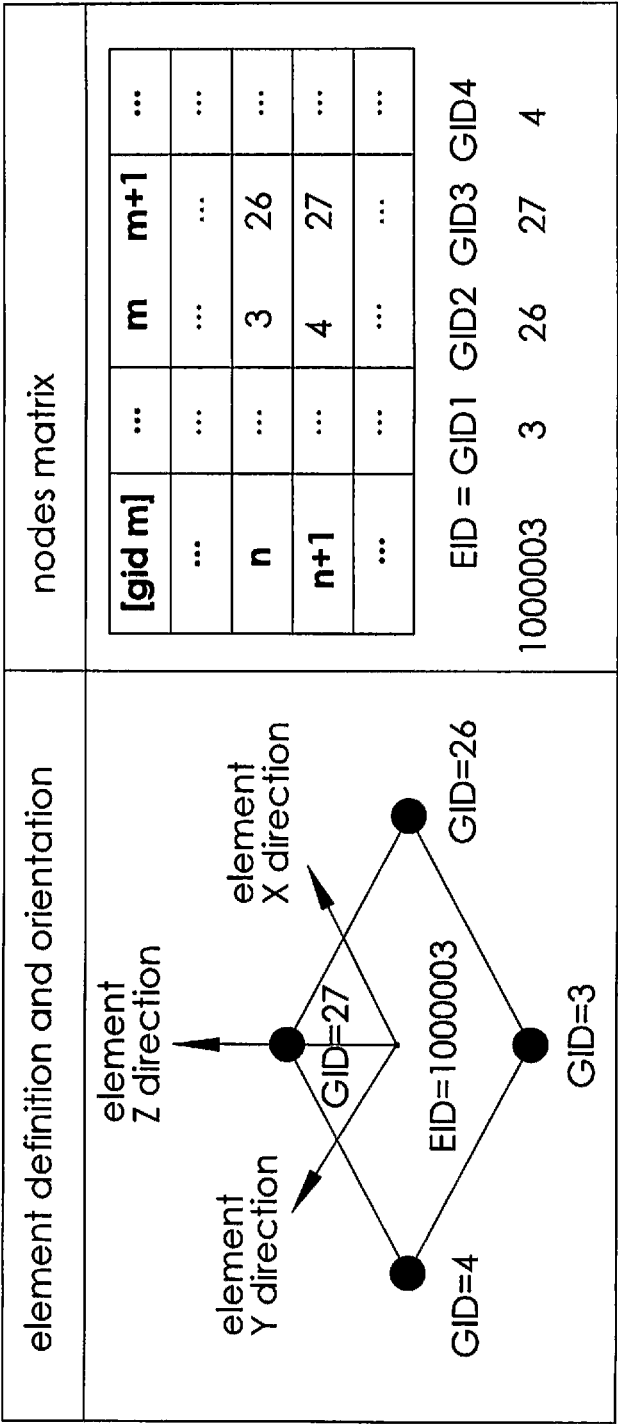 element definition and orientation
element
Z direction
element
Y direction
element
X direction
GID=27
GID=4
EID=1000003
GID=26
GID=3
nodes matrix
[gid m] ... m m+1 ...
... ... ... ... ...
n ... 3 26 ...
n+1 ... 4 27 ...
... ... ... ... ...
EID = GID1 GID2 GID3 GID4
1000003 3 26 27 4